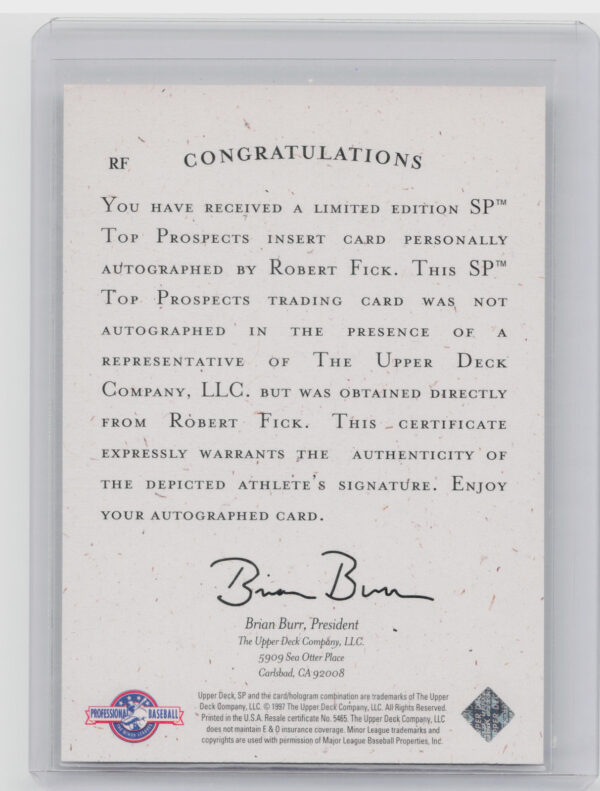 RF
CONGRATULATIONS
YOU HAVE RECEIVED A LIMITED EDITION SP™
TOP PROSPECTS INSERT CARD PERSONALLY
AUTOGRAPHED BY ROBERT FICK. THIS SP™
TOP PROSPECTS TRADING CARD WAS NOT
AUTOGRAPHED IN THE PRESENCE OF A
REPRESENTATIVE OF THE UPPER DECK
COMPANY, LLC. BUT WAS OBTAINED DIRECTLY
FROM ROBERT FICK. THIS CERTIFICATE
EXPRESSLY WARRANTS THE AUTHENTICITY OF
THE DEPICTED ATHLETE'S SIGNATURE. ENJOY
YOUR AUTOGRAPHED CARD.
Brian Burr
Brian Burr, President
The Upper Deck Company, LLC.
5909 Sea Otter Place
Carlsbad, CA 92008
Upper Deck, SP and the card/hologram combination are trademarks of The Upper
Deck Company, LLC. © 1997 The Upper Deck Company, LLC. All Rights Reserved.
Printed in the U.S.A. Resale certificate No. 5465. The Upper Deck Company, LLC
does not maintain E & O insurance coverage. Minor League trademarks and
copyrights are used with permission of Major League Baseball Properties, Inc.
PROFESSIONAL BASEBALL